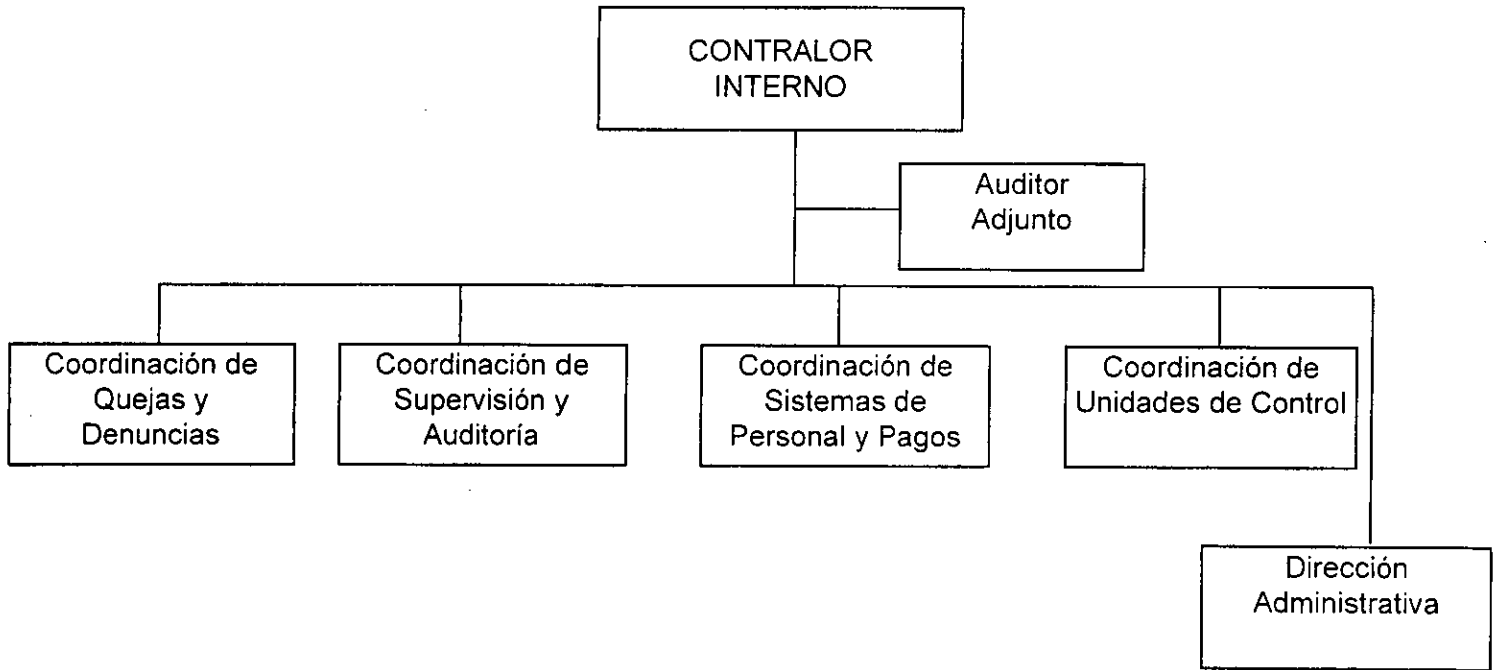 CONTRALOR
INTERNO
Auditor
Adjunto
Coordinación de
Quejas y
Denuncias
Coordinación de
Supervisión y
Auditoría
Coordinación de
Sistemas de
Personal y Pagos
Coordinación de
Unidades de Control
Dirección
Administrativa